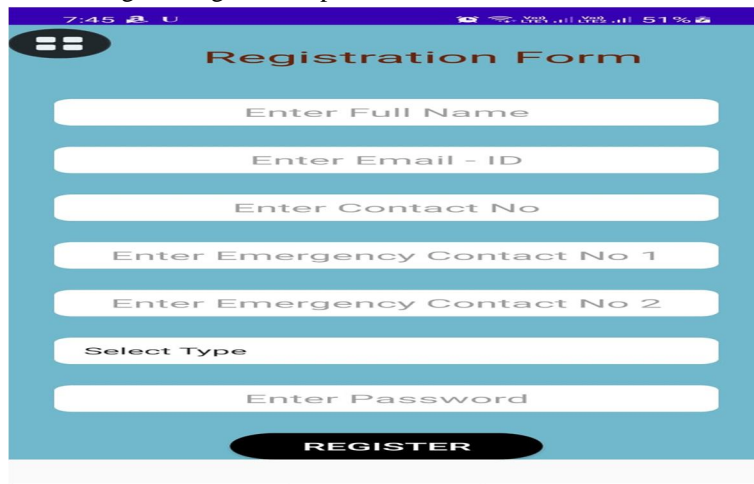 7:45 U 51%
Registration Form
Enter Full Name
Enter Email - ID
Enter Contact No
Enter Emergency Contact No 1
Enter Emergency Contact No 2
Select Type
Enter Password
REGISTER